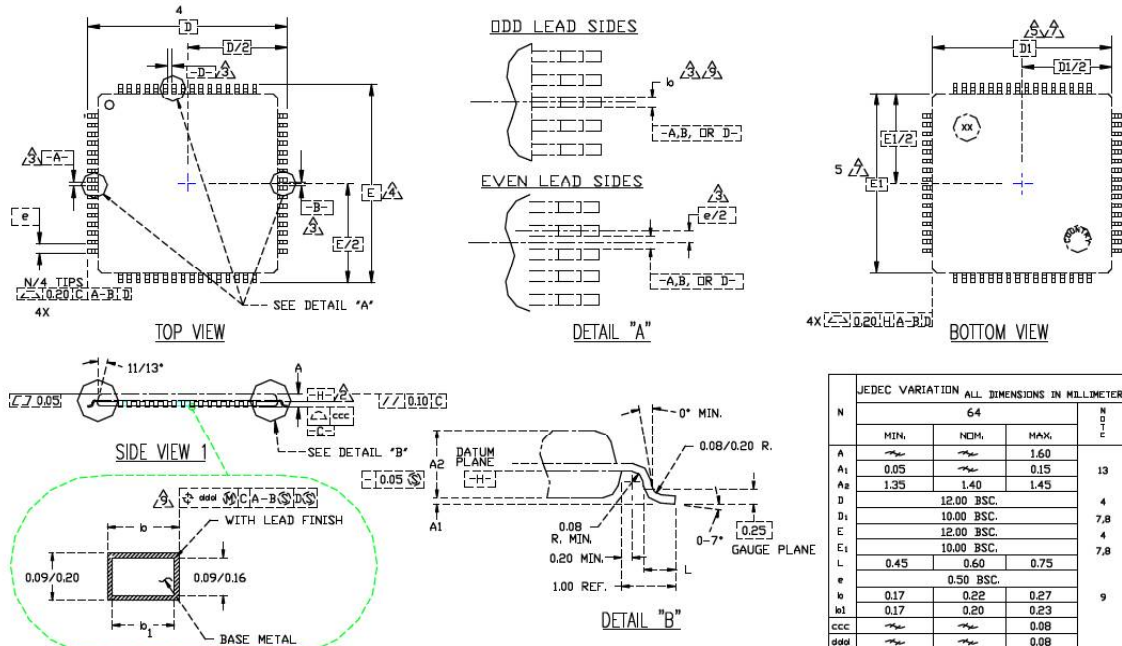 4
D
D/2
-D- 3
3 -A-
e
N/4 TIPS
0.20 C A-B D
4X
E 4
-B-
3
E/2
SEE DETAIL "A"
TOP VIEW
ODD LEAD SIDES
b 3 9
-A,B, OR D-
EVEN LEAD SIDES
3
e/2
-A,B, OR D-
DETAIL "A"
5 7
D1
D1/2
XX
E1/2
5 7
E1
COUNTRY
4X 0.20 H A-B D
BOTTOM VIEW
11/13°
A
0.05
-H- 2
// 0.10 C
ccc
-C-
SIDE VIEW 1
SEE DETAIL "B"
9 ddd M C A-B S D S
WITH LEAD FINISH
b
0.09/0.20
0.09/0.16
b1
BASE METAL
0° MIN.
0.08/0.20 R.
A2
DATUM
PLANE
-H-
- 0.05 S
A1
0.08
R. MIN.
0-7°
0.25
GAUGE PLANE
0.20 MIN.
L
1.00 REF.
DETAIL "B"
JEDEC VARIATION ALL DIMENSIONS IN MILLIMETER
N 64
MIN. NOM. MAX.
A 1.60
A1 0.05 0.15 13
A2 1.35 1.40 1.45
D 12.00 BSC. 4
D1 10.00 BSC. 7,8
E 12.00 BSC. 4
E1 10.00 BSC. 7,8
L 0.45 0.60 0.75
e 0.50 BSC.
b 0.17 0.22 0.27 9
b1 0.17 0.20 0.23
ccc 0.08
ddd 0.08